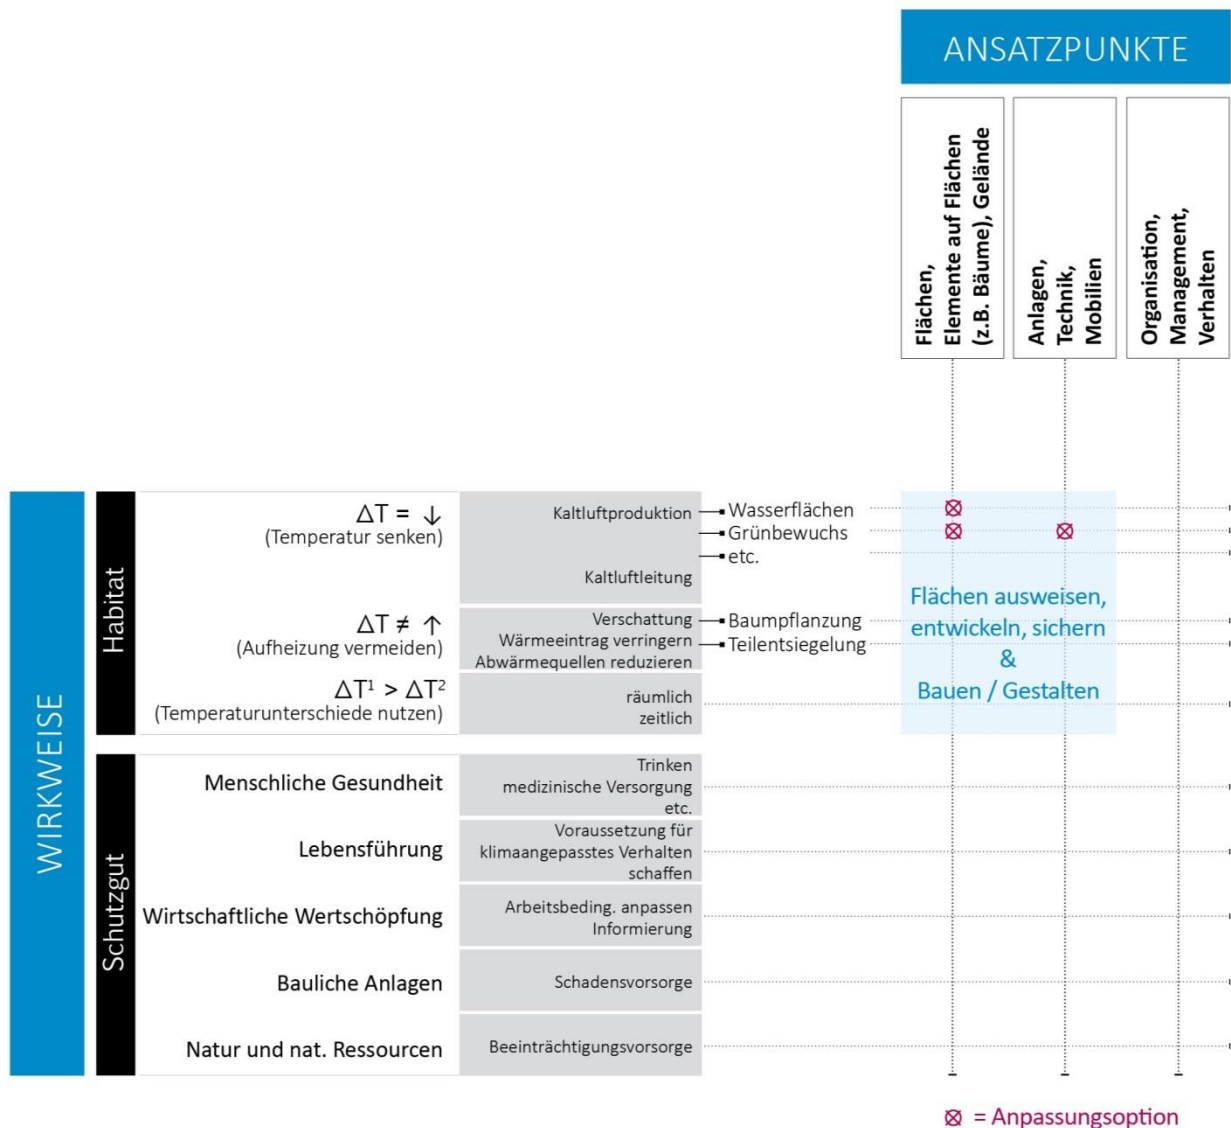 ANSATZPUNKTE
Flächen,
Elemente auf Flächen
(z.B. Bäume), Gelände
Anlagen,
Technik,
Mobilien
Organisation,
Management,
Verhalten
WIRKWEISE
Habitat
ΔT = ↓
(Temperatur senken)
Kaltluftproduktion
Wasserflächen
Grünbewuchs
etc.
Kaltluftleitung
ΔT ≠ ↑
(Aufheizung vermeiden)
Verschattung
Wärmeeintrag verringern
Abwärmequellen reduzieren
Baumpflanzung
Teilentsiegelung
ΔT¹ > ΔT²
(Temperaturunterschiede nutzen)
räumlich
zeitlich
Flächen ausweisen,
entwickeln, sichern
&
Bauen / Gestalten
Schutzgut
Menschliche Gesundheit
Trinken
medizinische Versorgung
etc.
Lebensführung
Voraussetzung für
klimaangepasstes Verhalten
schaffen
Wirtschaftliche Wertschöpfung
Arbeitsbeding. anpassen
Informierung
Bauliche Anlagen
Schadensvorsorge
Natur und nat. Ressourcen
Beeinträchtigungsvorsorge
= Anpassungsoption